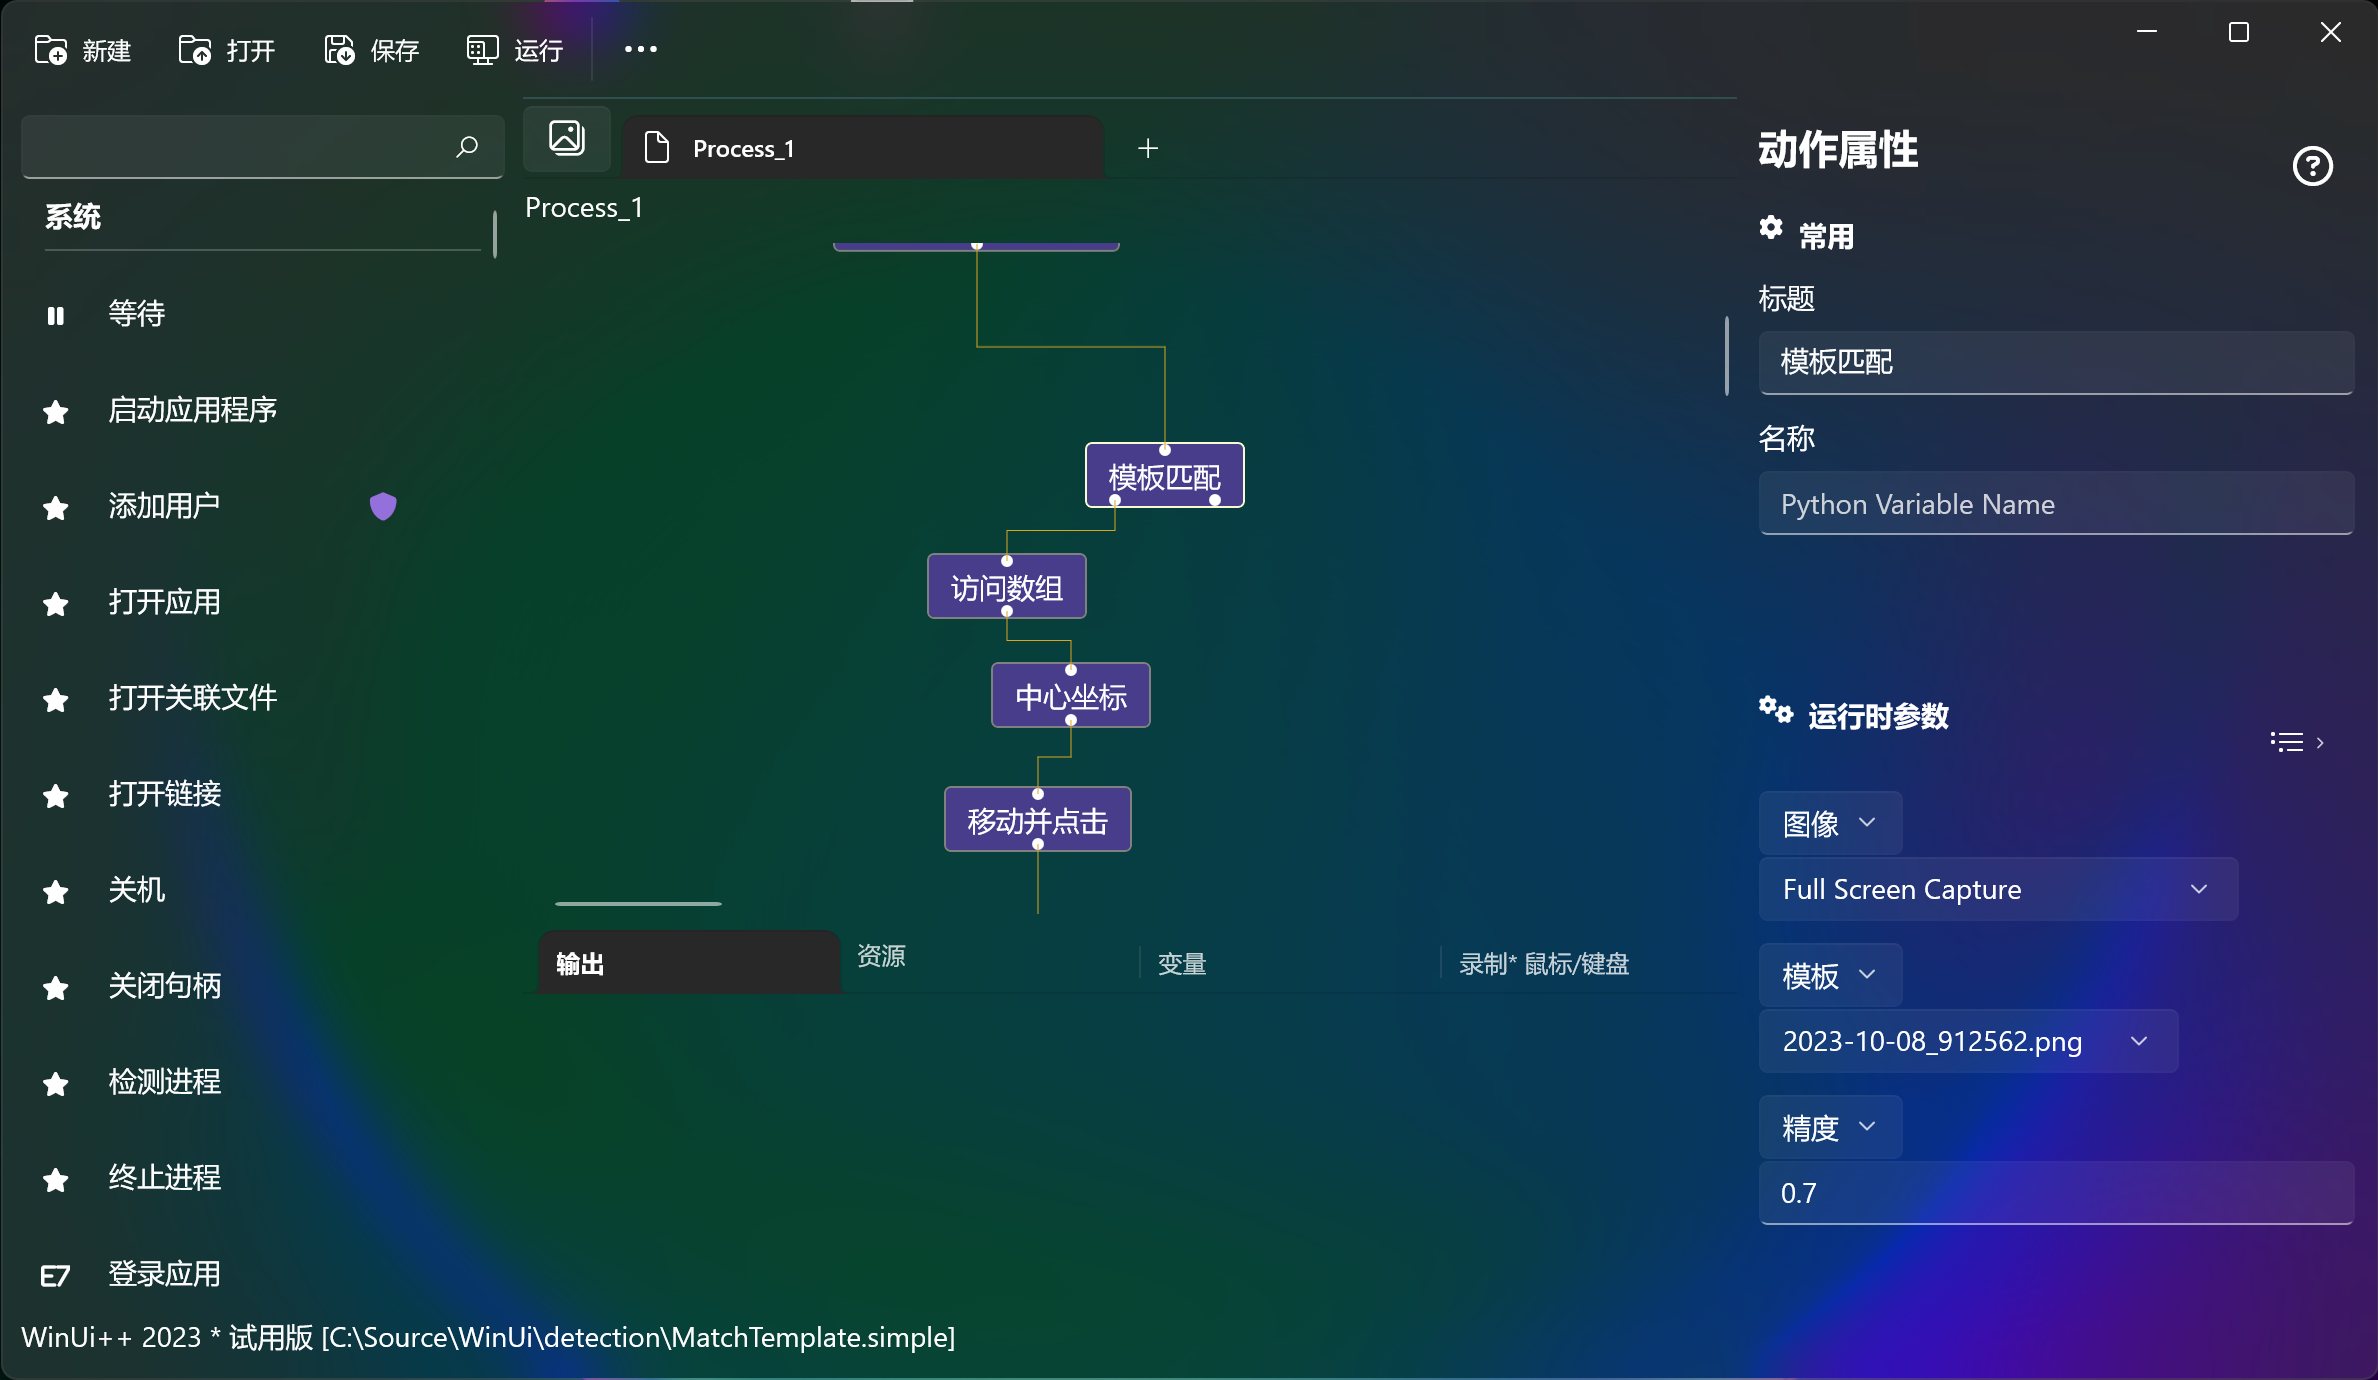 新建 打开 保存 运行
Process_1
系统
等待
启动应用程序
添加用户
打开应用
打开关联文件
打开链接
关机
关闭句柄
检测进程
终止进程
E7 登录应用
Process_1
模板匹配
访问数组
中心坐标
移动并点击
输出 资源 变量 录制* 鼠标/键盘
动作属性
常用
标题
模板匹配
名称
Python Variable Name
运行时参数
图像
Full Screen Capture
模板
2023-10-08_912562.png
精度
0.7
WinUi++ 2023 * 试用版 [C:\Source\WinUi\detection\MatchTemplate.simple]